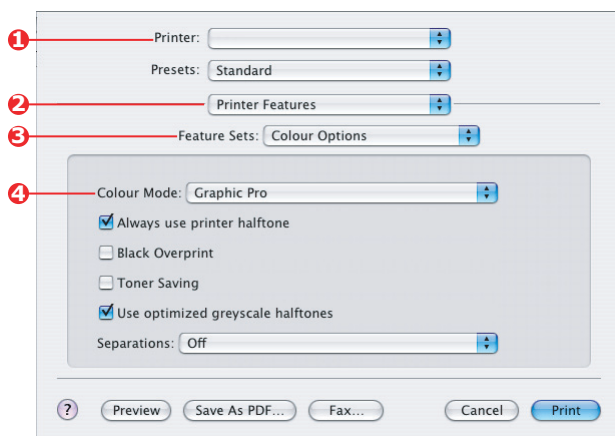 1 Printer:
Presets: Standard
2 Printer Features
3 Feature Sets: Colour Options
4 Colour Mode: Graphic Pro
Always use printer halftone
Black Overprint
Toner Saving
Use optimized greyscale halftones
Separations: Off
? Preview Save As PDF... Fax... Cancel Print